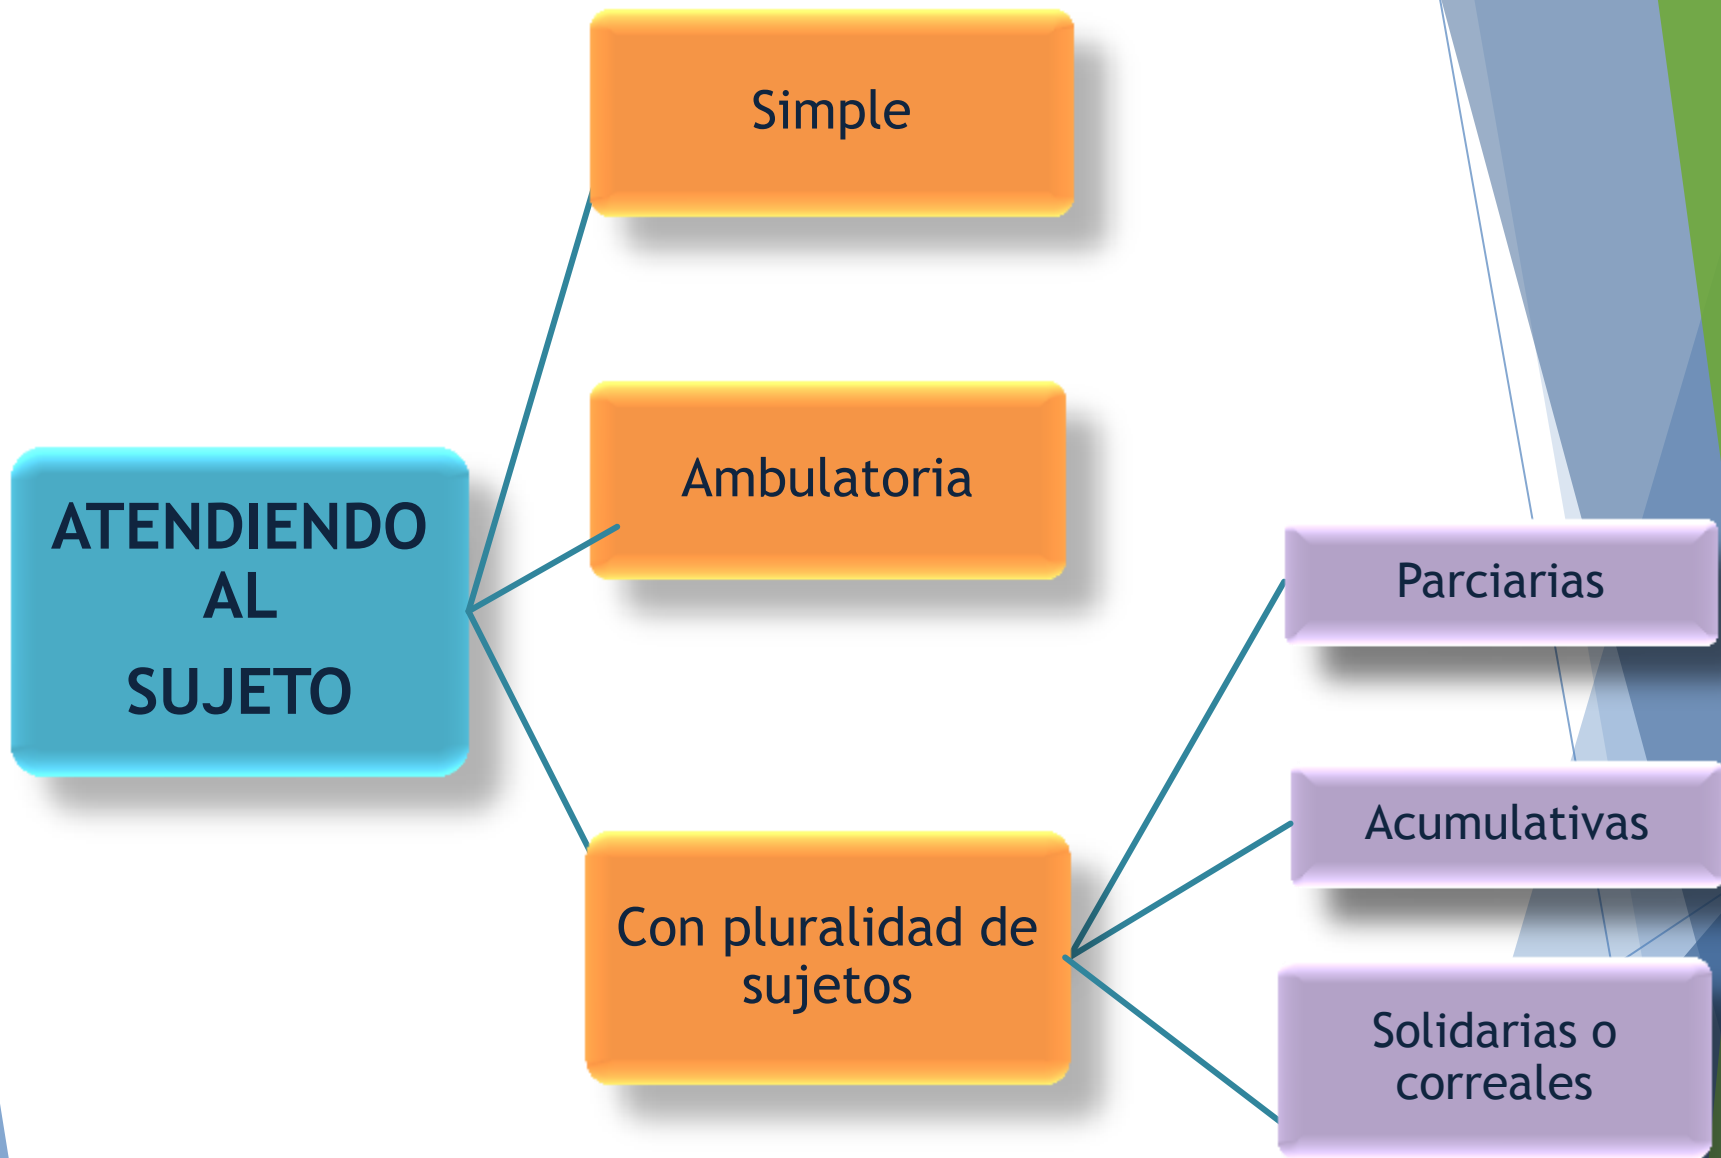 Simple
Ambulatoria
ATENDIENDO
AL
SUJETO
Con pluralidad de
sujetos
Parciarias
Acumulativas
Solidarias o
correales